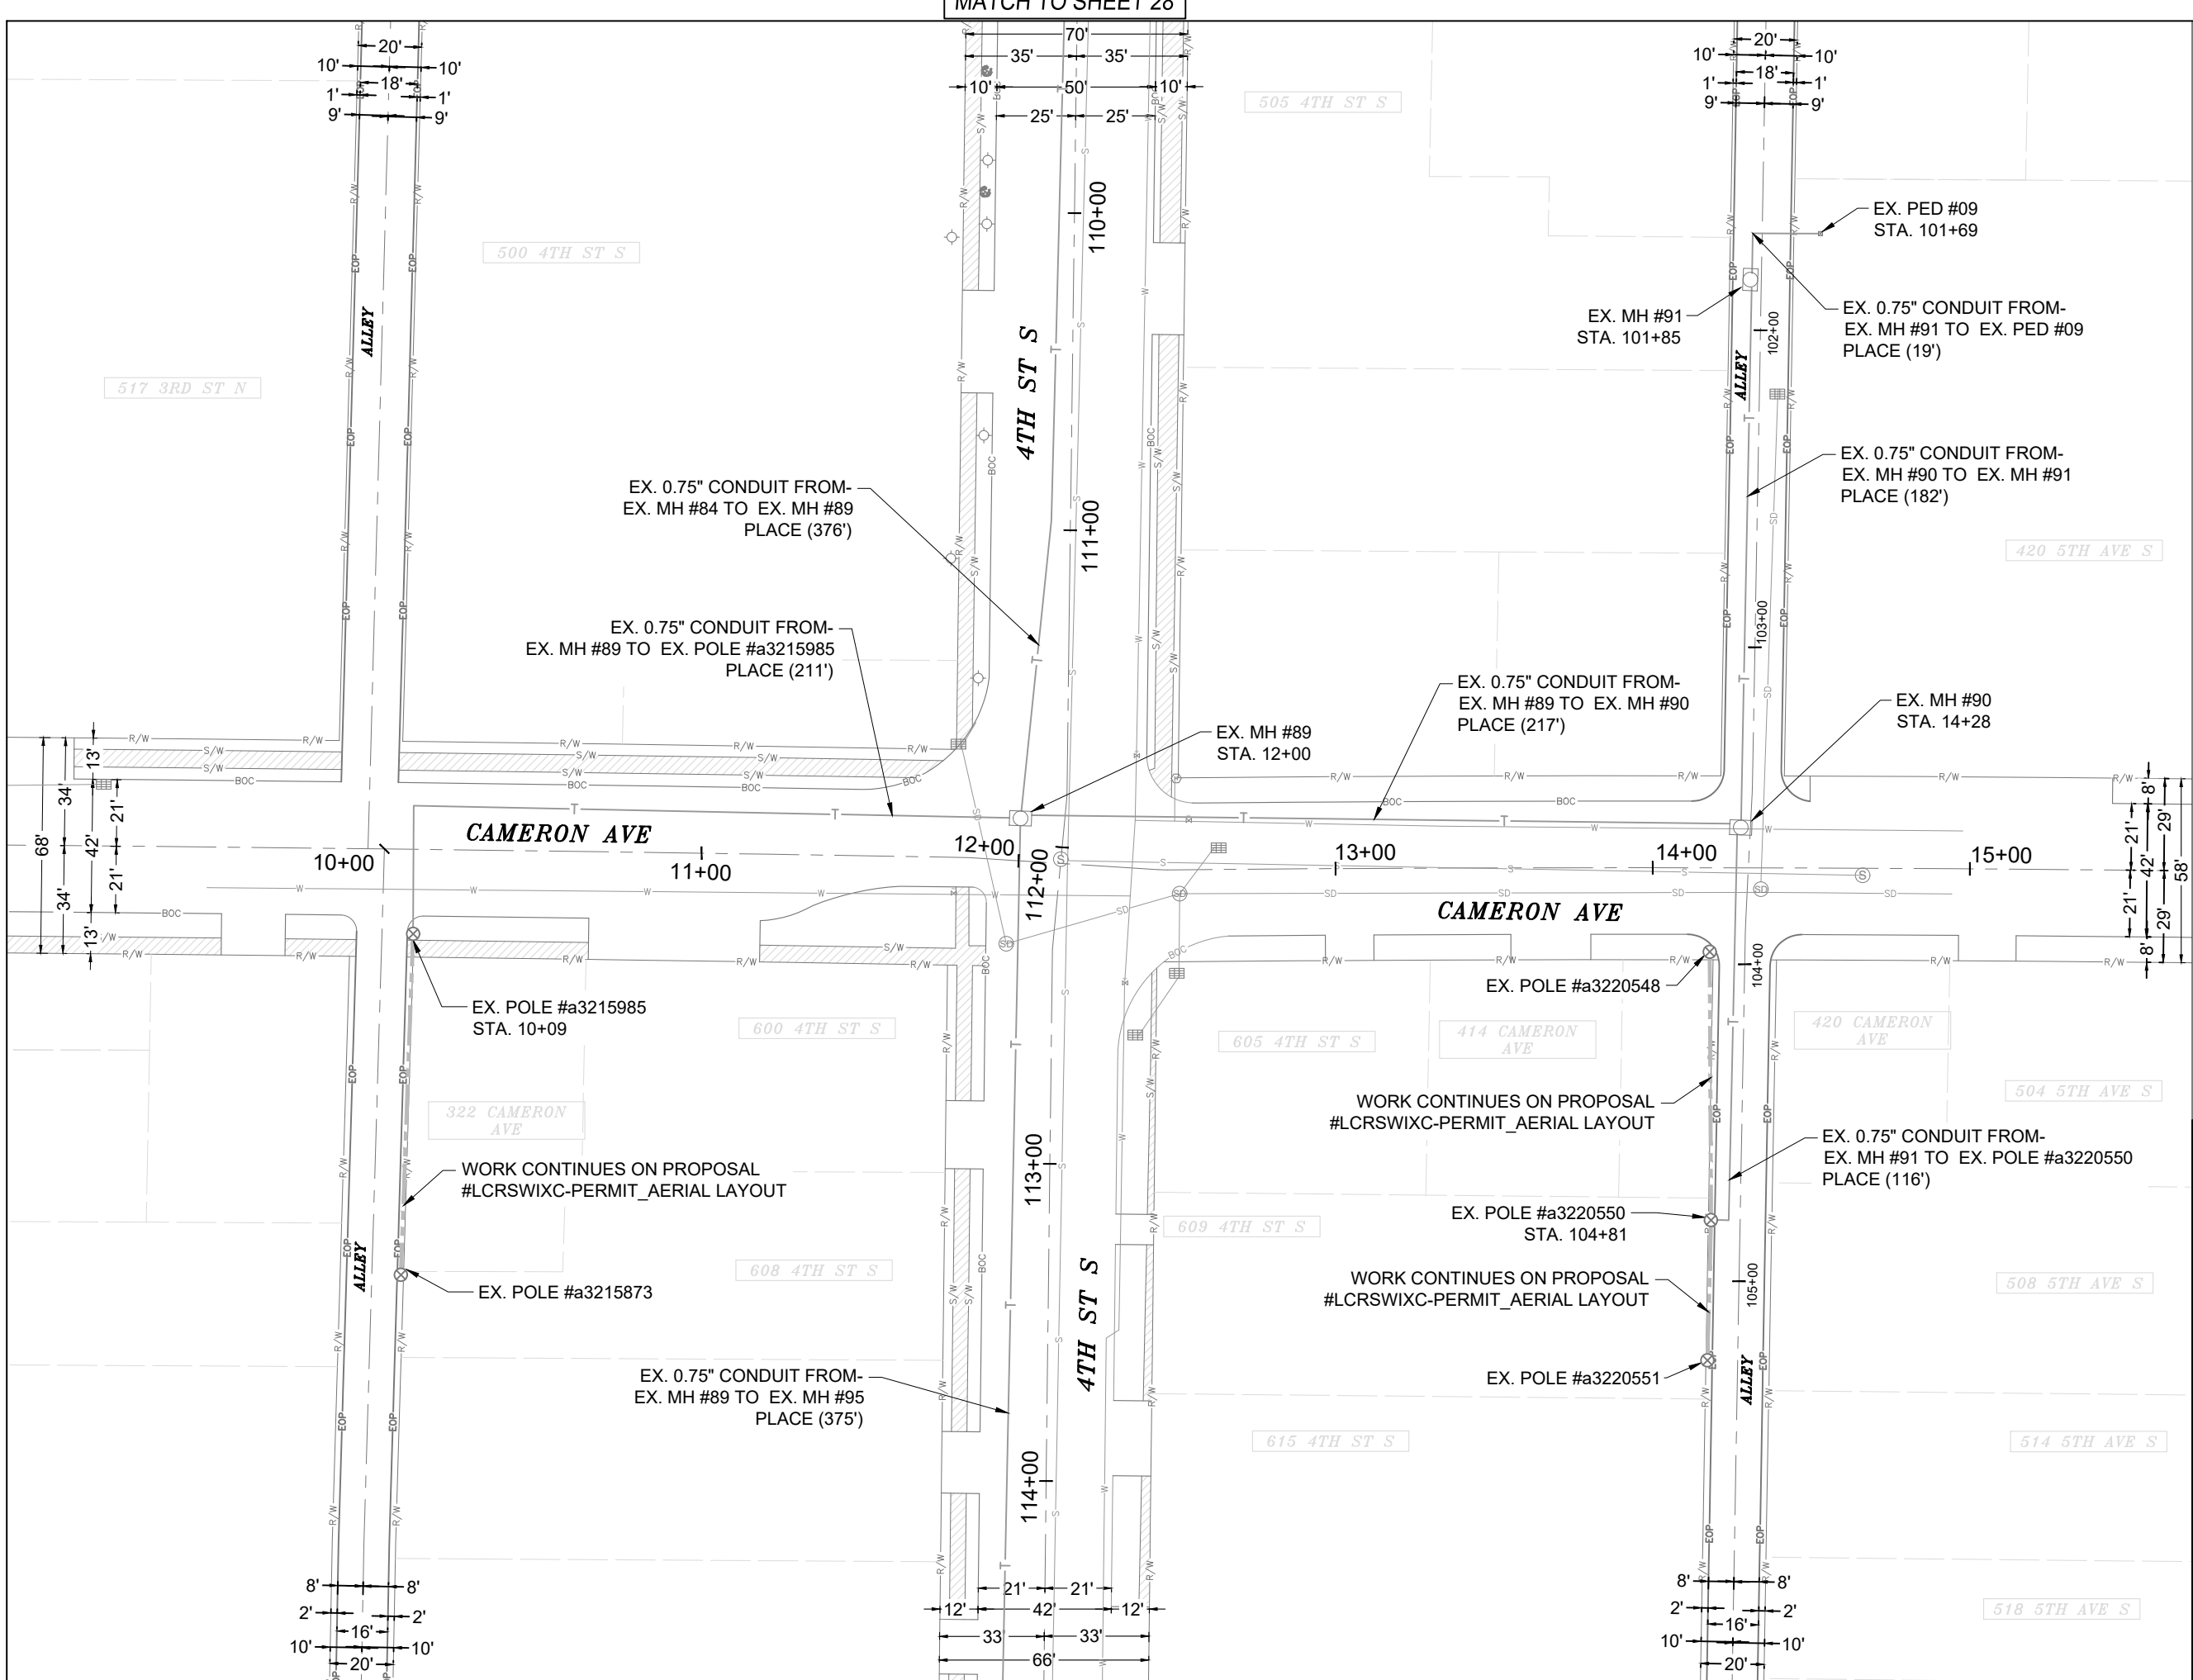 MATCH TO SHEET 28
20'
10' 10'
18'
1' 1'
9' 9'
70'
35' 35'
10' 50' 10'
25' 25'
20'
10' 10'
18'
1' 1'
9' 9'
505 4TH ST S
110+00
EX. PED #09
STA. 101+69
500 4TH ST S
ALLEY
EX. MH #91
STA. 101+85
102+00
EX. 0.75" CONDUIT FROM-
EX. MH #91 TO EX. PED #09
PLACE (19')
517 3RD ST N
4TH ST S
ALLEY
EX. 0.75" CONDUIT FROM-
EX. MH #90 TO EX. MH #91
PLACE (182')
EX. 0.75" CONDUIT FROM-
EX. MH #84 TO EX. MH #89
PLACE (376')
111+00
420 5TH AVE S
EX. 0.75" CONDUIT FROM-
EX. MH #89 TO EX. POLE #a3215985
PLACE (211')
103+00
EX. 0.75" CONDUIT FROM-
EX. MH #89 TO EX. MH #90
PLACE (217')
EX. MH #89
STA. 12+00
EX. MH #90
STA. 14+28
R/W R/W R/W R/W R/W
S/W S/W S/W
S/W S/W S/W
BOC BOC BOC BOC
R/W R/W R/W R/W R/W
BOC BOC
13'
34' 21'
68' 42'
34' 21'
13'
8'
21' 29'
42' 58'
21' 29'
8'
CAMERON AVE
10+00
11+00
12+00
112+00
13+00
14+00
15+00
CAMERON AVE
EX. POLE #a3215985
STA. 10+09
EX. POLE #a3220548
104+00
600 4TH ST S
605 4TH ST S
414 CAMERON
AVE
420 CAMERON
AVE
504 5TH AVE S
322 CAMERON
AVE
WORK CONTINUES ON PROPOSAL
#LCRSWIXC-PERMIT_AERIAL LAYOUT
EX. 0.75" CONDUIT FROM-
EX. MH #91 TO EX. POLE #a3220550
PLACE (116')
113+00
WORK CONTINUES ON PROPOSAL
#LCRSWIXC-PERMIT_AERIAL LAYOUT
609 4TH ST S
EX. POLE #a3220550
STA. 104+81
ALLEY
608 4TH ST S
EX. POLE #a3215873
4TH ST S
WORK CONTINUES ON PROPOSAL
#LCRSWIXC-PERMIT_AERIAL LAYOUT
105+00
508 5TH AVE S
EX. 0.75" CONDUIT FROM-
EX. MH #89 TO EX. MH #95
PLACE (375')
EX. POLE #a3220551
ALLEY
615 4TH ST S
514 5TH AVE S
114+00
8' 8'
2' 2'
16'
10' 10'
20'
21' 21'
12' 42' 12'
33' 33'
66'
8' 8'
2' 2'
16'
10' 10'
20'
518 5TH AVE S